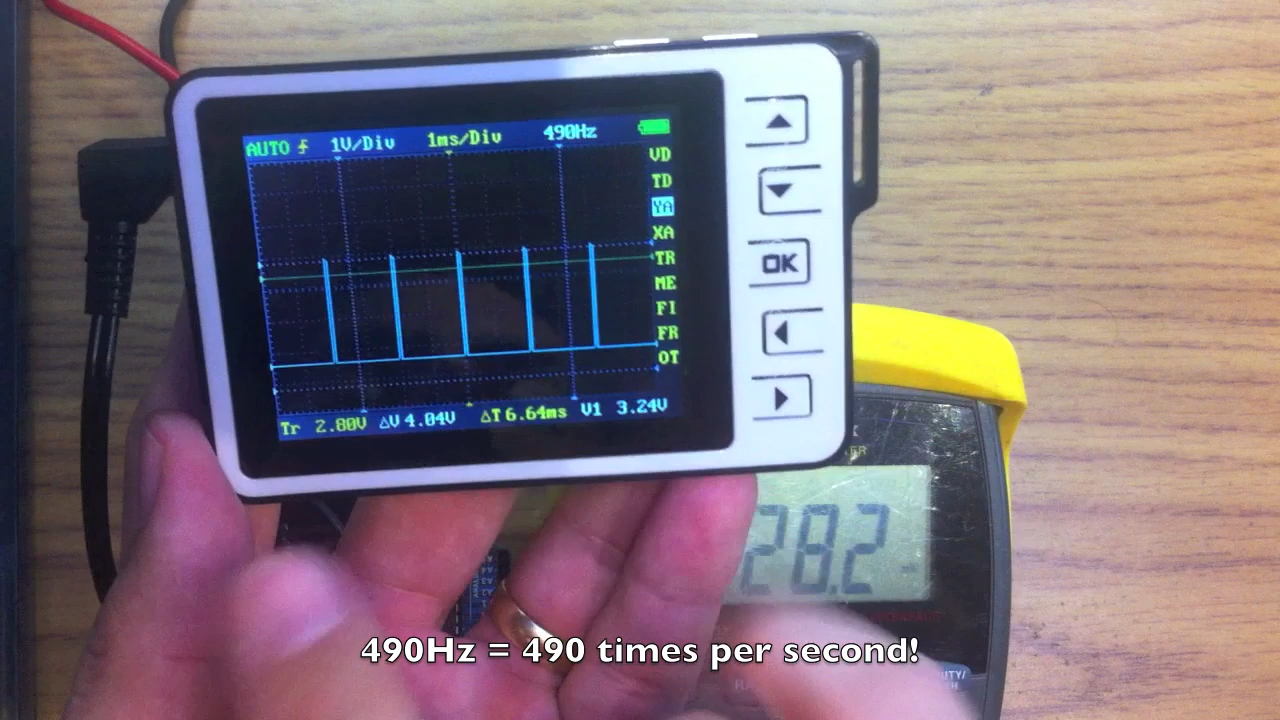 AUTO 1V/Div 1ms/Div 490Hz
VD
TD
YA
XA
TR
ME
FI
FR
OT
Tr 2.80V ΔV 4.04V ΔT 6.64ms V1 3.24V
OK
28.2
490Hz = 490 times per second!